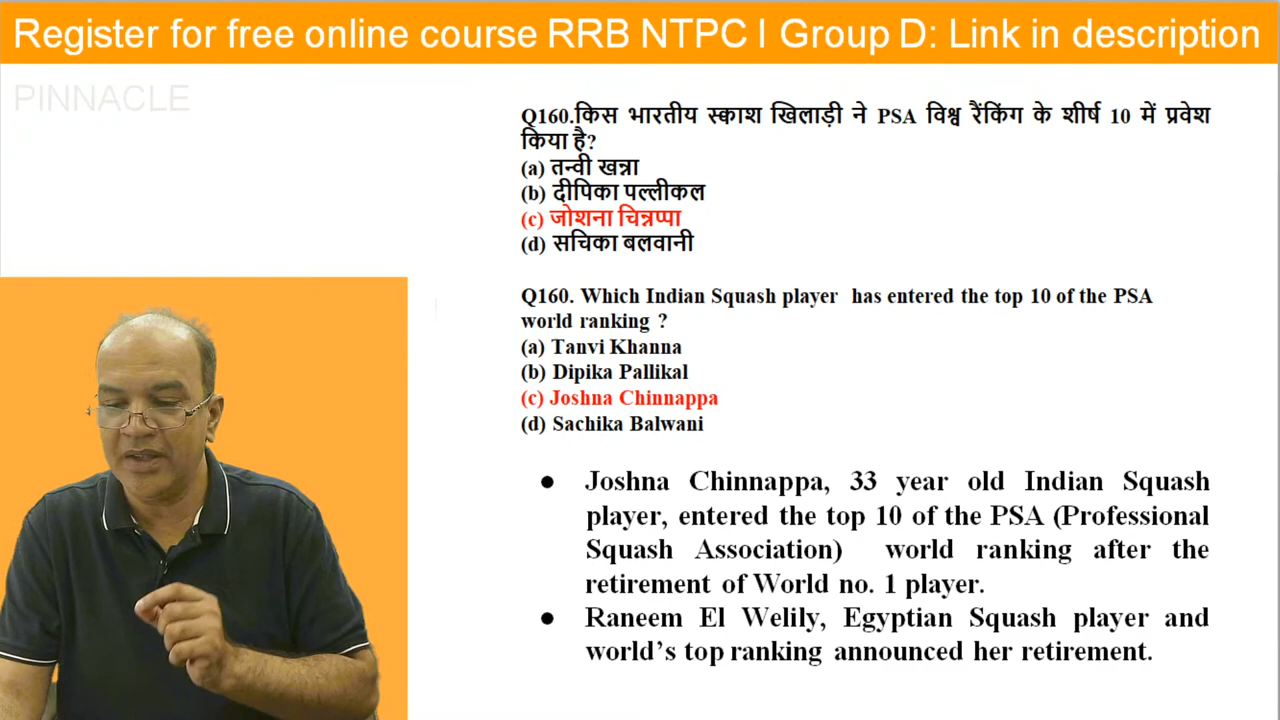 Register for free online course RRB NTPC I Group D: Link in description
PINNACLE
Q160.किस भारतीय स्क्वाश खिलाड़ी ने PSA विश्व रैंकिंग के शीर्ष 10 में प्रवेश
किया है?
(a) तन्वी खन्ना
(b) दीपिका पल्लीकल
(c) जोशना चिन्नप्पा
(d) सचिका बलवानी
Q160. Which Indian Squash player has entered the top 10 of the PSA
world ranking ?
(a) Tanvi Khanna
(b) Dipika Pallikal
(c) Joshna Chinnappa
(d) Sachika Balwani
● Joshna Chinnappa, 33 year old Indian Squash
player, entered the top 10 of the PSA (Professional
Squash Association) world ranking after the
retirement of World no. 1 player.
● Raneem El Welily, Egyptian Squash player and
world's top ranking announced her retirement.